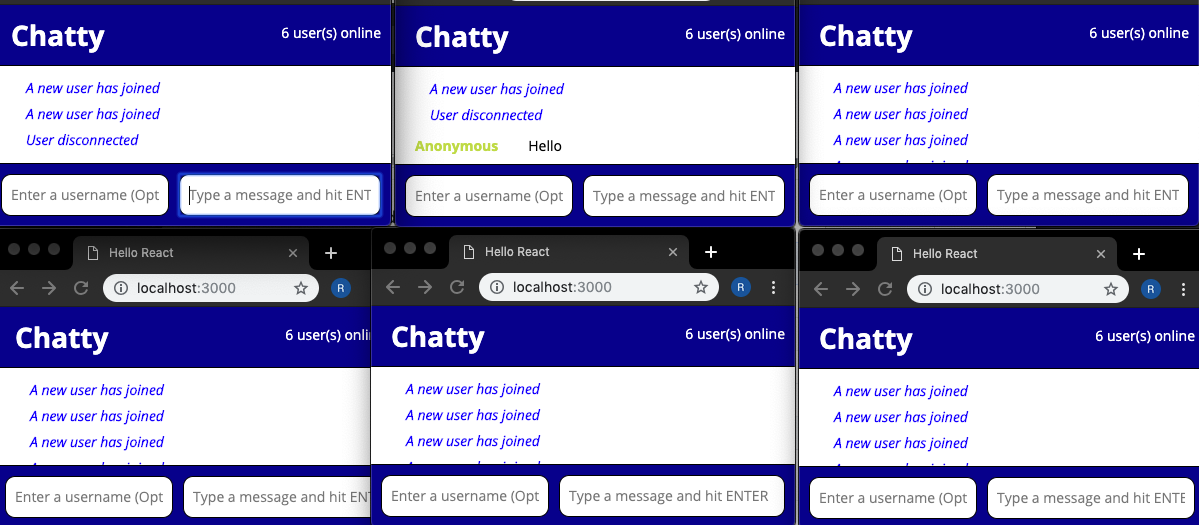 Chatty 6 user(s) online
A new user has joined
A new user has joined
User disconnected
Enter a username (Opt Type a message and hit ENT
Chatty 6 user(s) online
A new user has joined
User disconnected
Anonymous Hello
Enter a username (Opt Type a message and hit ENT
Chatty 6 user(s) online
A new user has joined
A new user has joined
A new user has joined
Enter a username (Opt Type a message and hit ENT
Hello React
localhost:3000 R
Chatty 6 user(s) onli
A new user has joined
A new user has joined
A new user has joined
Enter a username (Opt Type a message and hit ENT
Hello React
localhost:3000 R
Chatty 6 user(s) online
A new user has joined
A new user has joined
A new user has joined
Enter a username (Opt Type a message and hit ENTER
Hello React
localhost:3000 R
Chatty 6 user(s) online
A new user has joined
A new user has joined
A new user has joined
Enter a username (Opt Type a message and hit ENTE